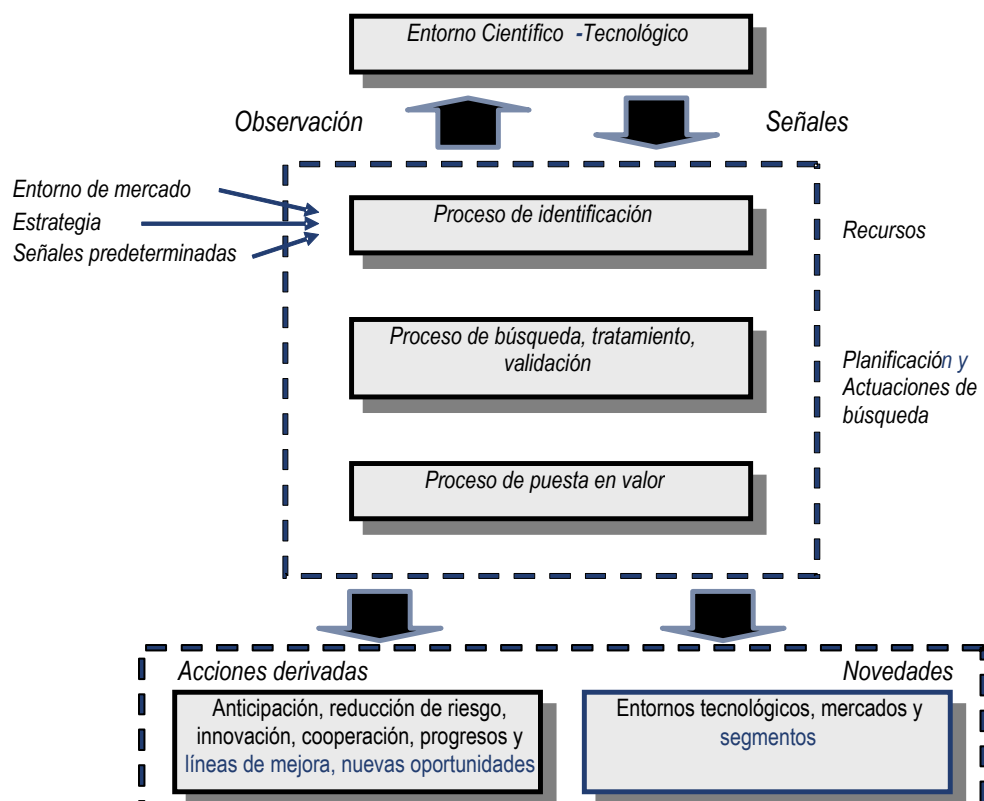 Entorno Científico -Tecnológico
Observación
Señales
Entorno de mercado
Estrategia
Señales predeterminadas
Proceso de identificación
Recursos
Proceso de búsqueda, tratamiento,
validación
Planificación y
Actuaciones de
búsqueda
Proceso de puesta en valor
Acciones derivadas
Novedades
Anticipación, reducción de riesgo,
innovación, cooperación, progresos y
líneas de mejora, nuevas oportunidades
Entornos tecnológicos, mercados y
segmentos